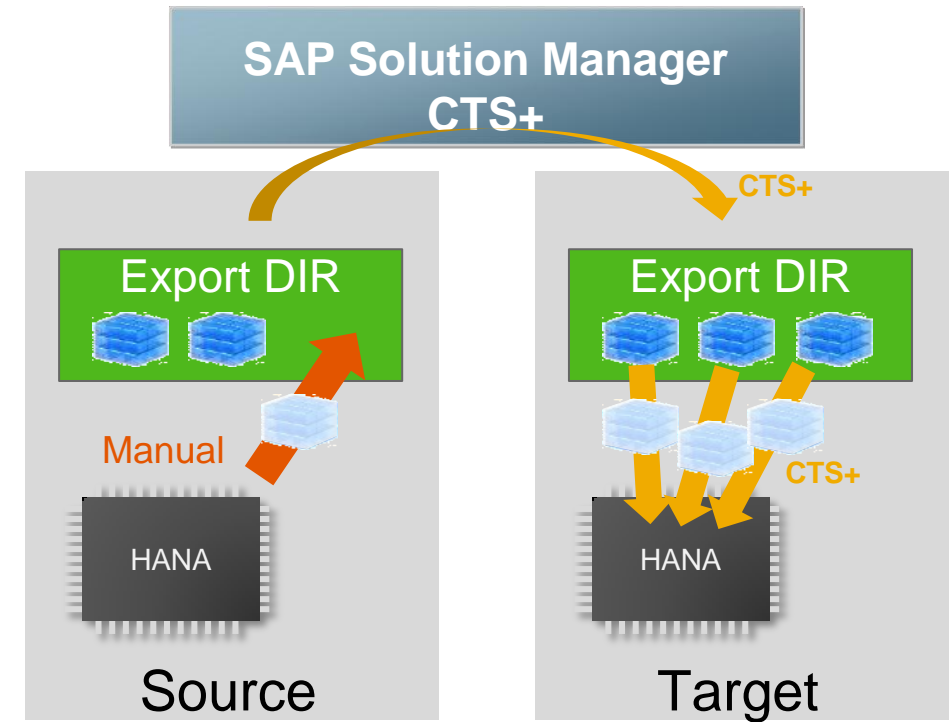 SAP Solution Manager
CTS+
CTS+
Export DIR
Export DIR
Manual
CTS+
HANA
HANA
Source
Target